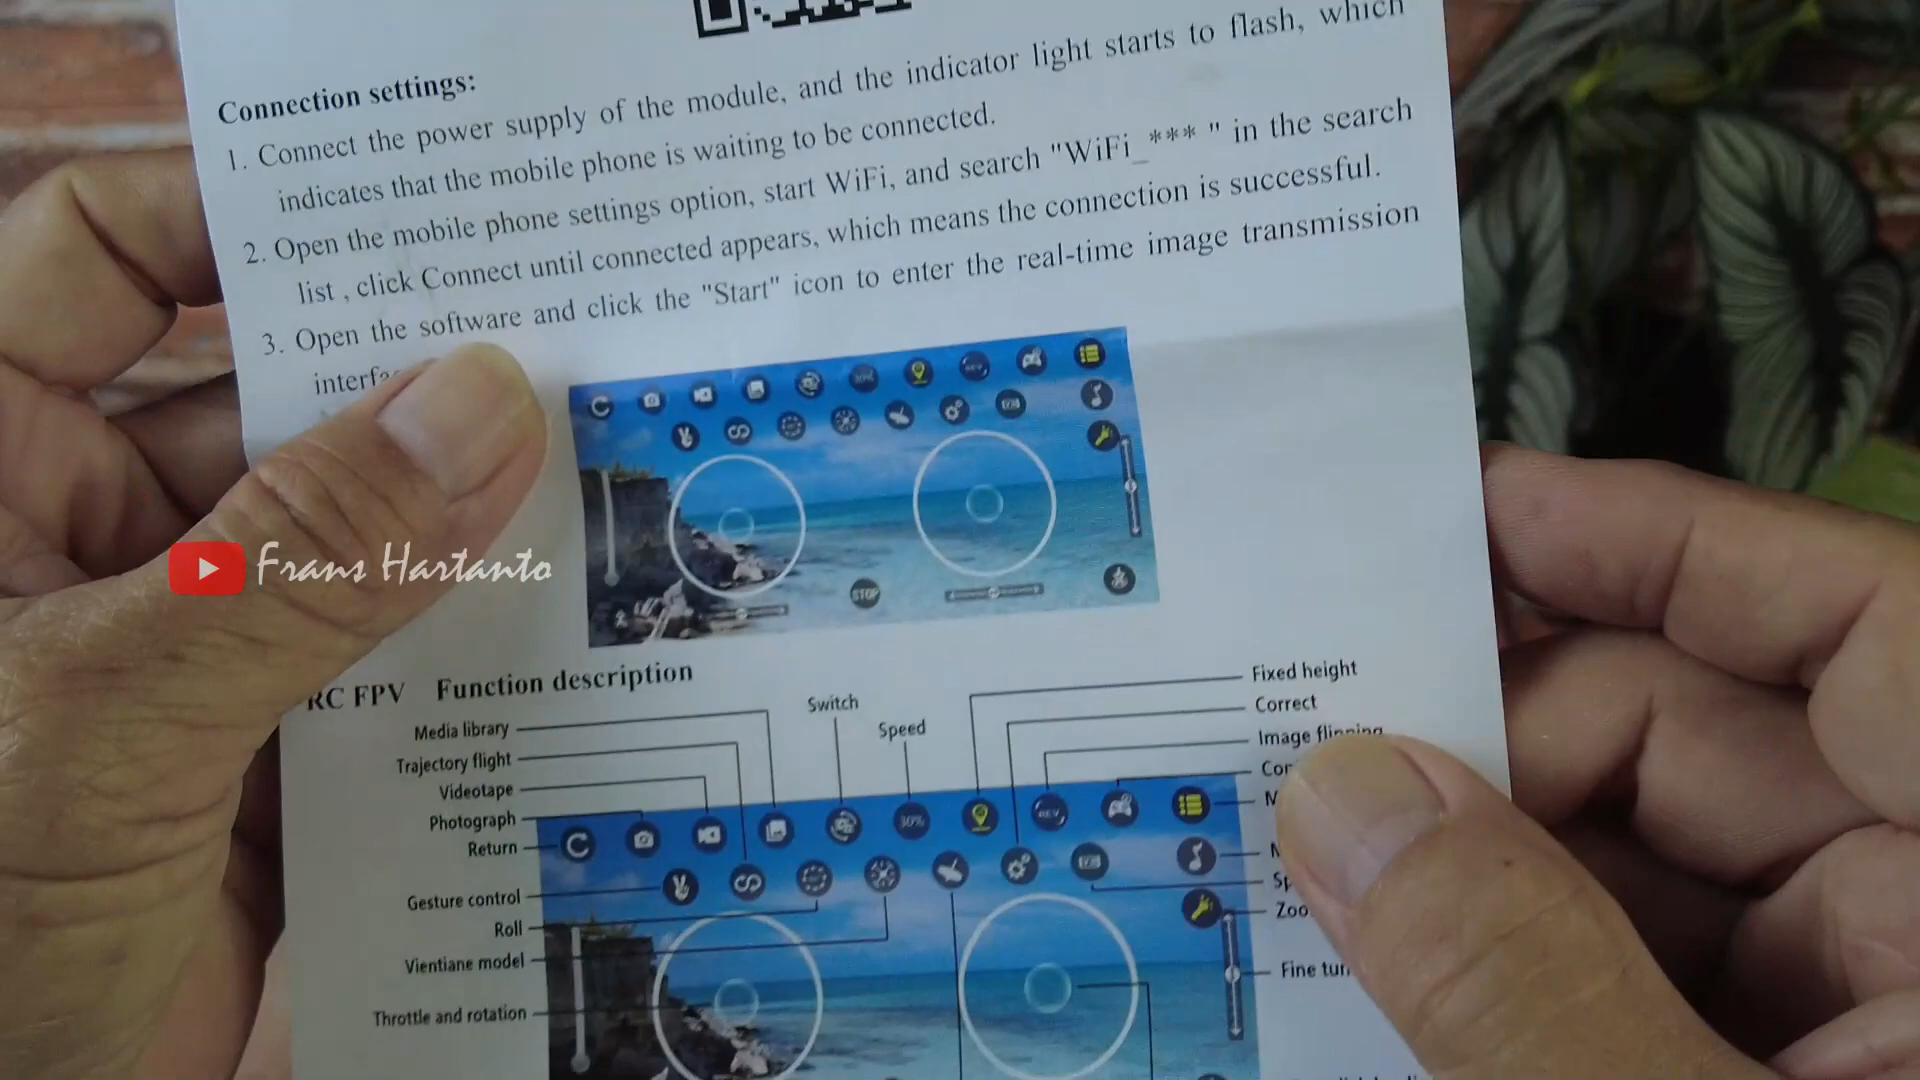 Connection settings:
1. Connect the power supply of the module, and the indicator light starts to flash, which
indicates that the mobile phone is waiting to be connected.
2. Open the mobile phone settings option, start WiFi, and search "WiFi_*** " in the search
list , click Connect until connected appears, which means the connection is successful.
3. Open the software and click the "Start" icon to enter the real-time image transmission
30%
REV
STOP
Frans Hartanto
RC FPV Function description
Media library
Trajectory flight
Videotape
Photograph
Return
Gesture control
Roll
Vientiane model
Throttle and rotation
Switch
Speed
Fixed height
Correct
Image flipping
Fine
30%
REV